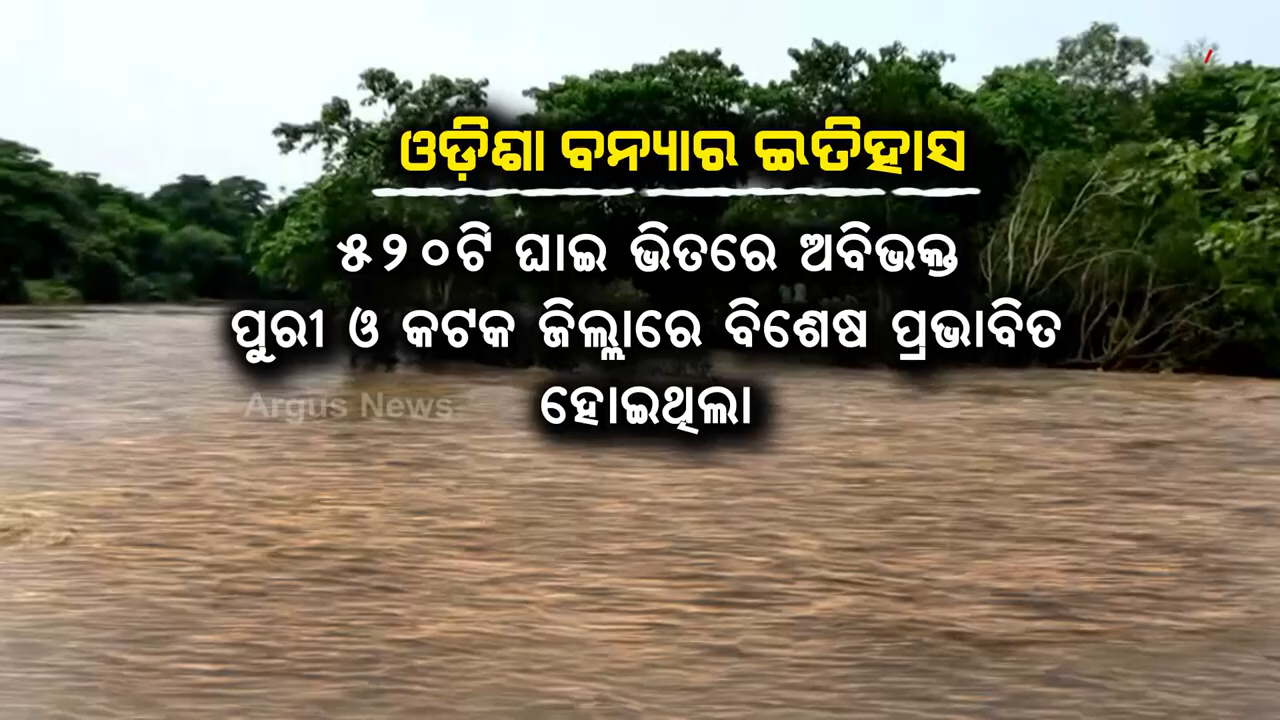 ଓଡ଼ିଶା ବନ୍ୟାର ଇତିହାସ
୫୨୦ଟି ଘାଇ ଭିତରେ ଅବିଭକ୍ତ
ପୁରୀ ଓ କଟକ ଜିଲ୍ଲାରେ ବିଶେଷ ପ୍ରଭାବିତ
ହୋଇଥିଲା
Argus News